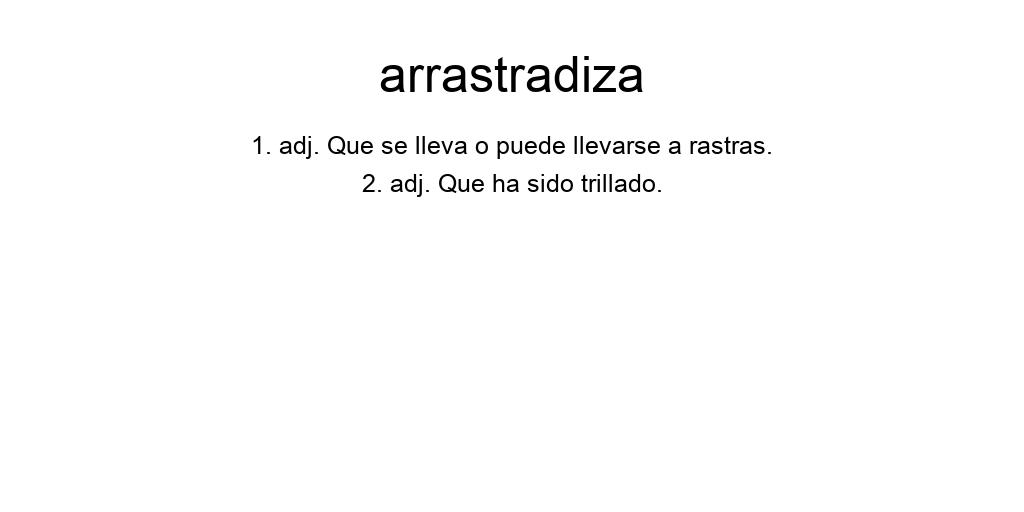 arrastradiza
1. adj. Que se lleva o puede llevarse a rastras.
2. adj. Que ha sido trillado.